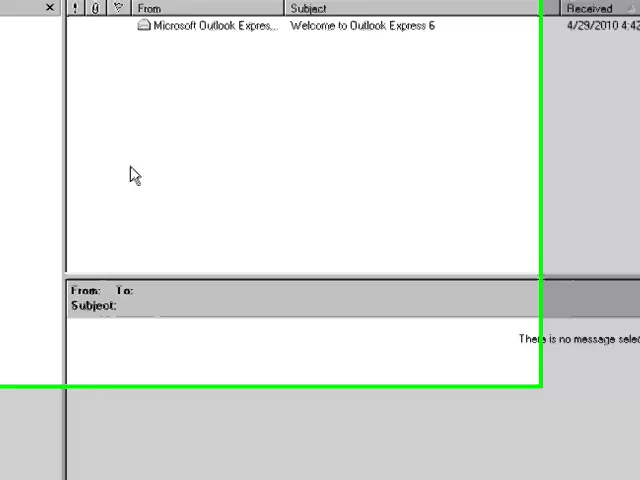 From Subject Received
Microsoft Outlook Expres... Welcome to Outlook Express 6 4/29/2010 4:42
From: To:
Subject:
There is no message selec